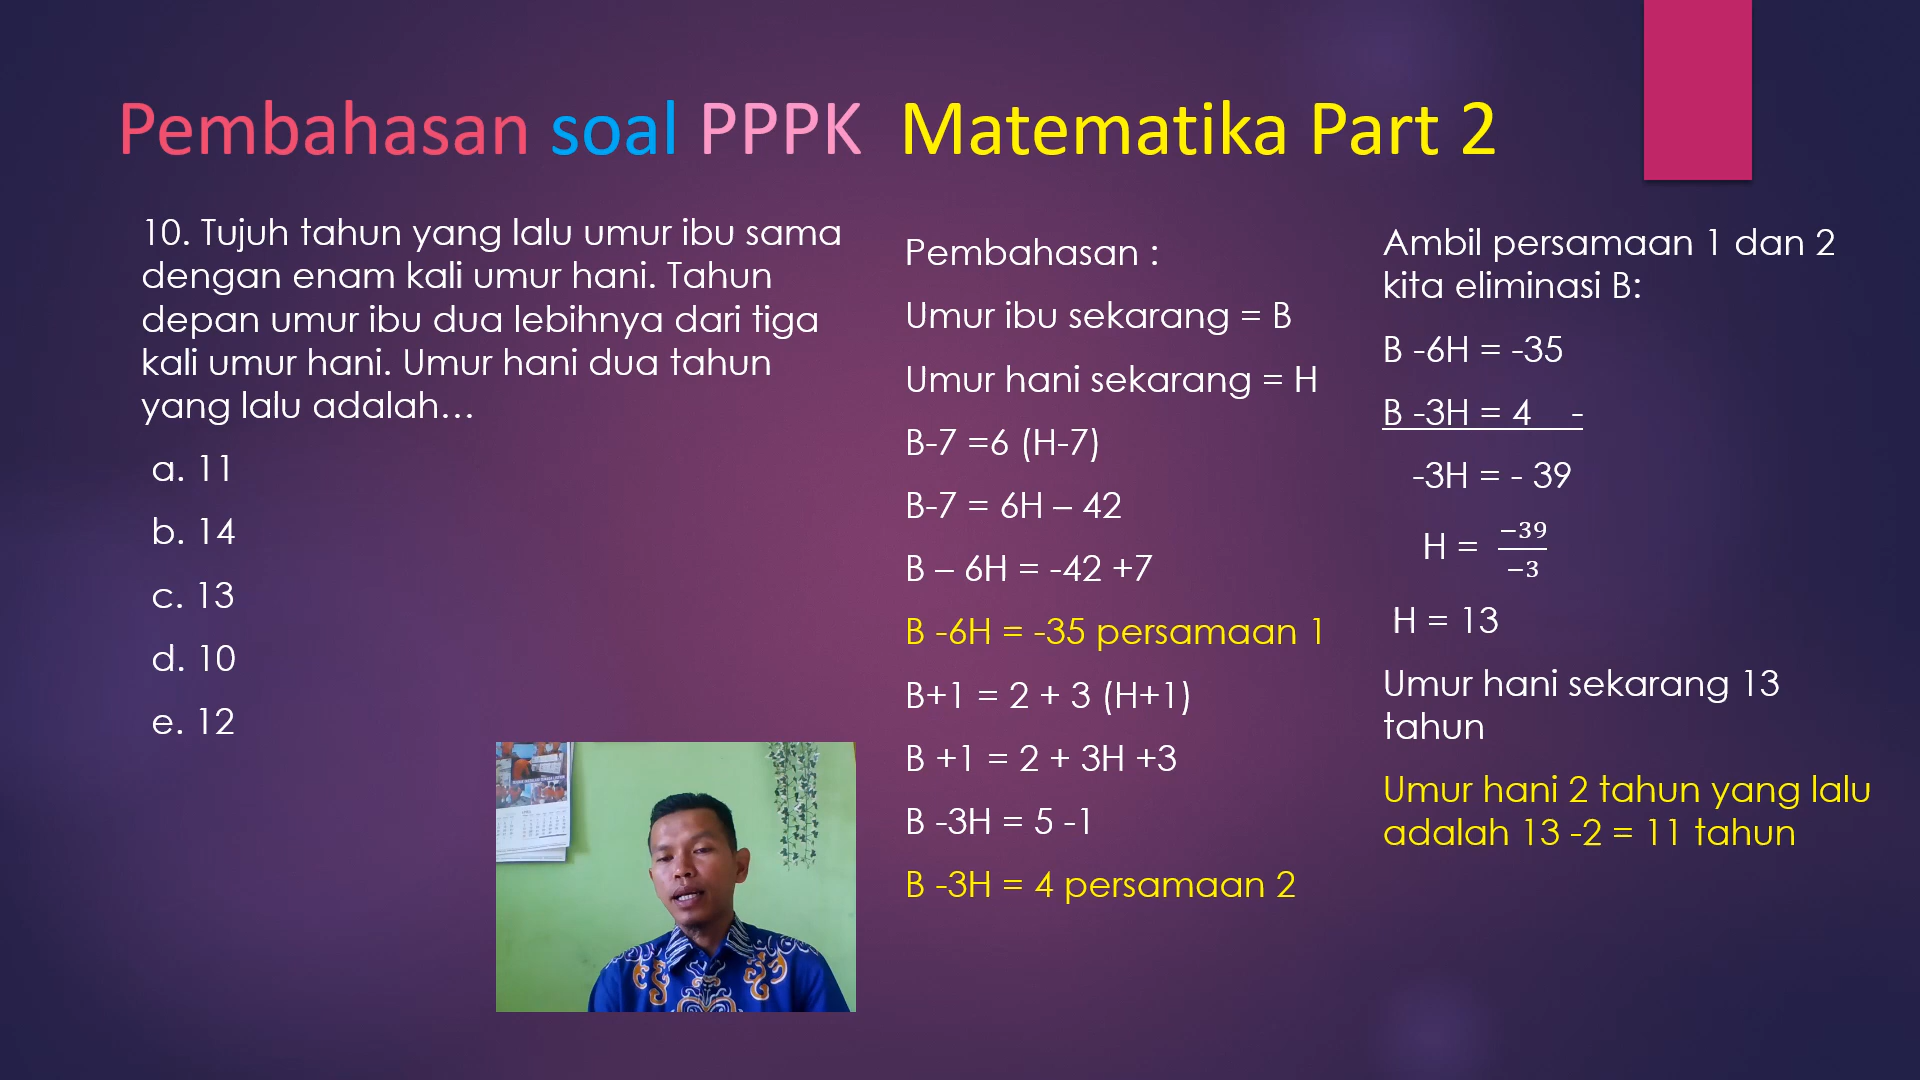 Pembahasan soal PPPK Matematika Part 2
10. Tujuh tahun yang lalu umur ibu sama
dengan enam kali umur hani. Tahun
depan umur ibu dua lebihnya dari tiga
kali umur hani. Umur hani dua tahun
yang lalu adalah...
a. 11
b. 14
c. 13
d. 10
e. 12
Pembahasan :
Umur ibu sekarang = B
Umur hani sekarang = H
B-7 =6 (H-7)
B-7 = 6H – 42
B – 6H = -42 +7
B -6H = -35 persamaan 1
B+1 = 2 + 3 (H+1)
B +1 = 2 + 3H +3
B -3H = 5 -1
B -3H = 4 persamaan 2
Ambil persamaan 1 dan 2
kita eliminasi B:
B -6H = -35
B -3H = 4 -
-3H = - 39
H = −39/−3
H = 13
Umur hani sekarang 13
tahun
Umur hani 2 tahun yang lalu
adalah 13 -2 = 11 tahun